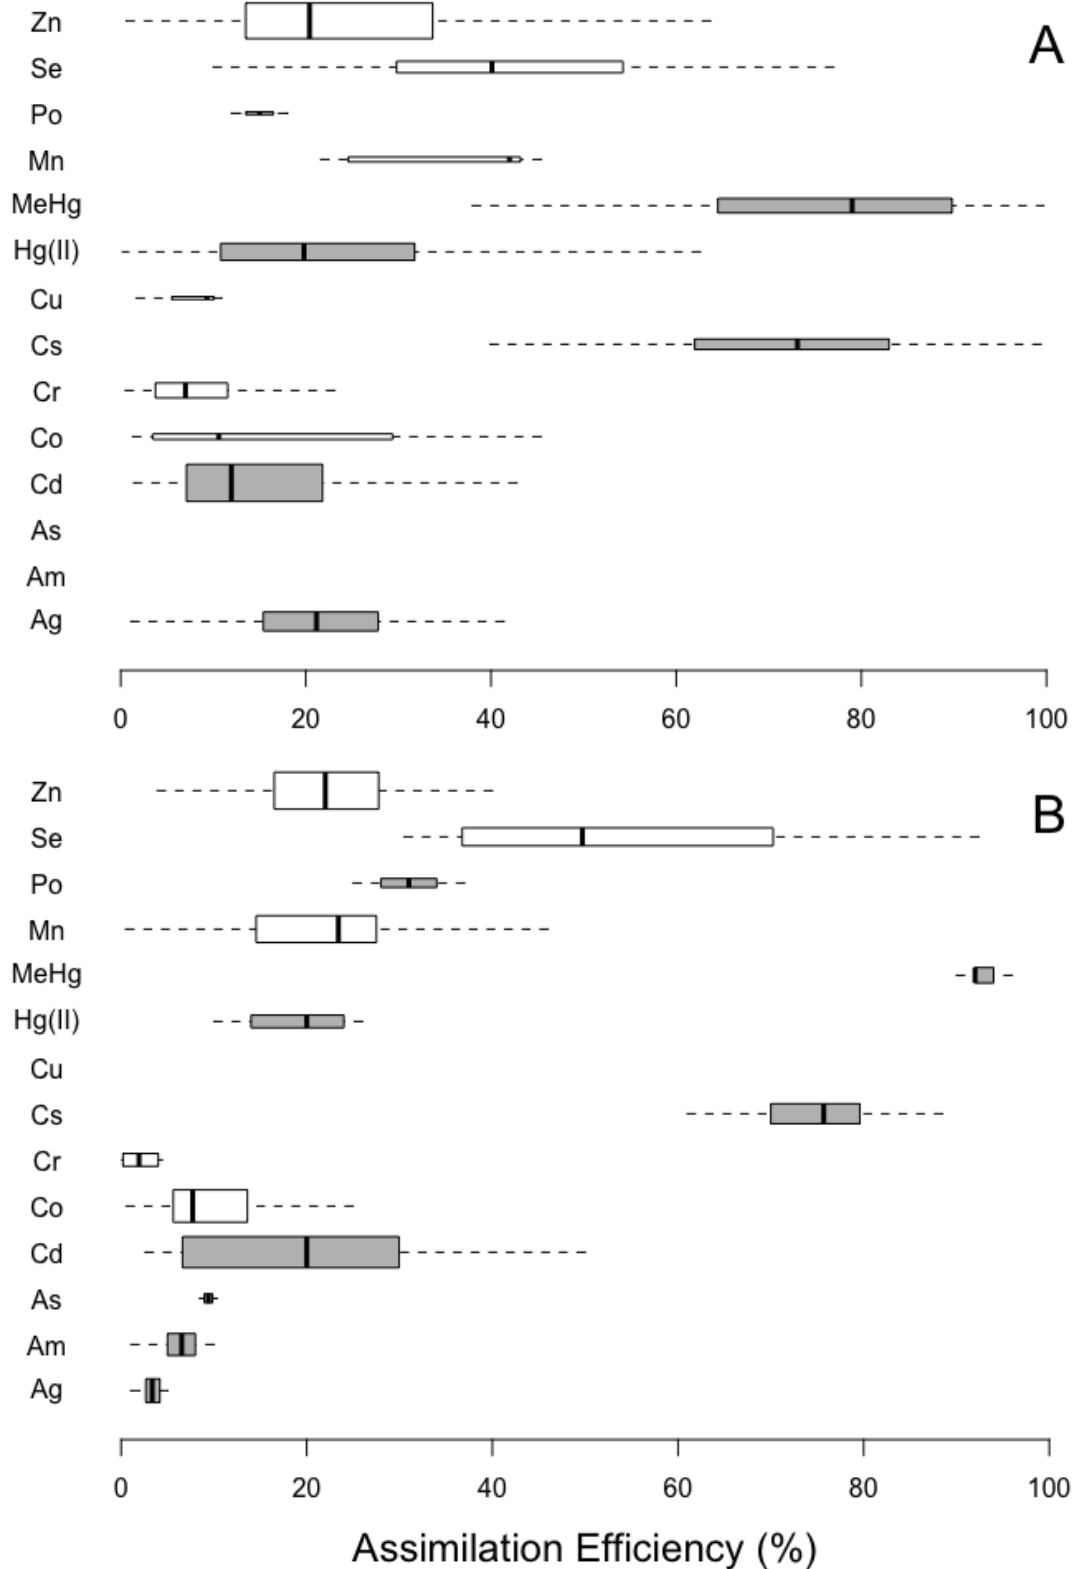 Zn
A
Se
Po
Mn
MeHg
Hg(II)
Cu
Cs
Cr
Co
Cd
As
Am
Ag
0 20 40 60 80 100
Zn
B
Se
Po
Mn
MeHg
Hg(II)
Cu
Cs
Cr
Co
Cd
As
Am
Ag
0 20 40 60 80 100
Assimilation Efficiency (%)